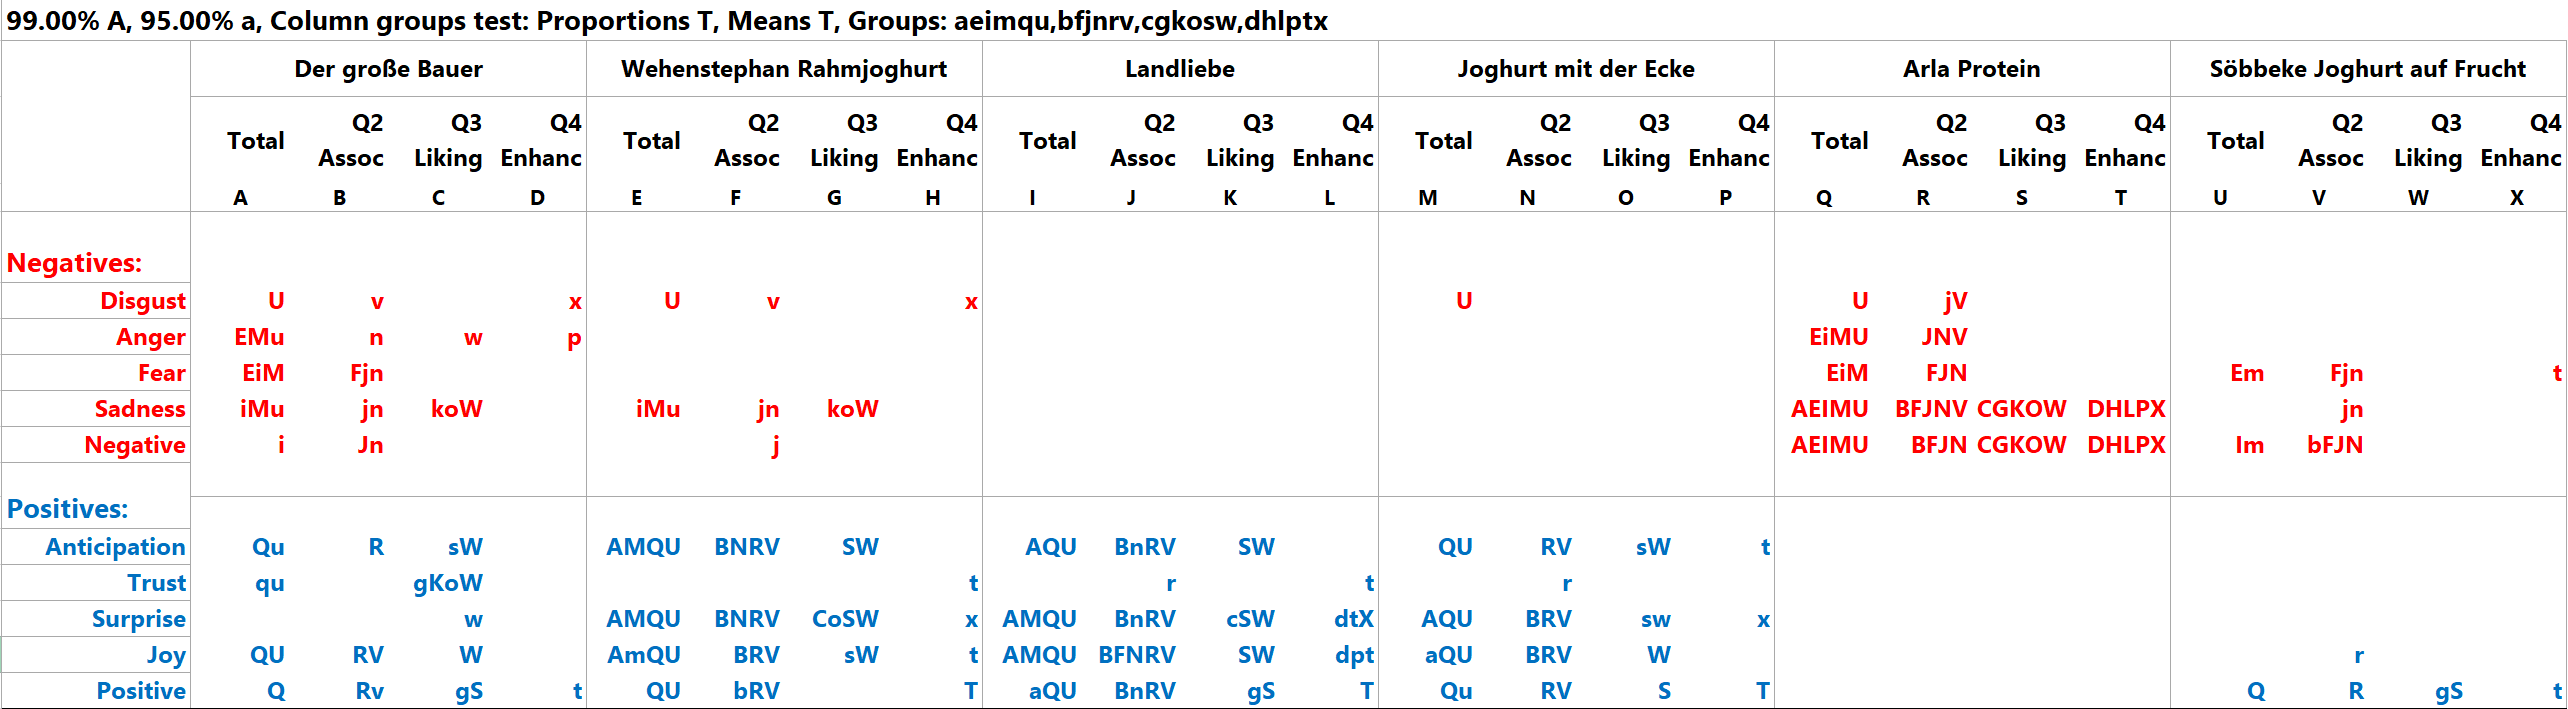 99.00% A, 95.00% a, Column groups test: Proportions T, Means T, Groups: aeimqu,bfjnrv,cgkosw,dhlptx
Der große Bauer Wehenstephan Rahmjoghurt Landliebe Joghurt mit der Ecke Arla Protein Söbbeke Joghurt auf Frucht
Total Q2 Assoc Q3 Liking Q4 Enhanc Total Q2 Assoc Q3 Liking Q4 Enhanc Total Q2 Assoc Q3 Liking Q4 Enhanc Total Q2 Assoc Q3 Liking Q4 Enhanc Total Q2 Assoc Q3 Liking Q4 Enhanc Total Q2 Assoc Q3 Liking Q4 Enhanc
A B C D E F G H I J K L M N O P Q R S T U V W X
Negatives:
Disgust U v x U v x U U jV
Anger EMu n w p EiMU JNV
Fear EiM Fjn EiM FJN Em Fjn t
Sadness iMu jn koW iMu jn koW AEIMU BFJNV CGKOW DHLPX jn
Negative i Jn j AEIMU BFJN CGKOW DHLPX Im bFJN
Positives:
Anticipation Qu R sW AMQU BNRV SW AQU BnRV SW QU RV sW t
Trust qu gKoW t r t r
Surprise w AMQU BNRV CoSW x AMQU BnRV cSW dtX AQU BRV sw x
Joy QU RV W AmQU BRV sW t AMQU BFNRV SW dpt aQU BRV W r
Positive Q Rv gS t QU bRV T aQU BnRV gS T Qu RV S T Q R gS t